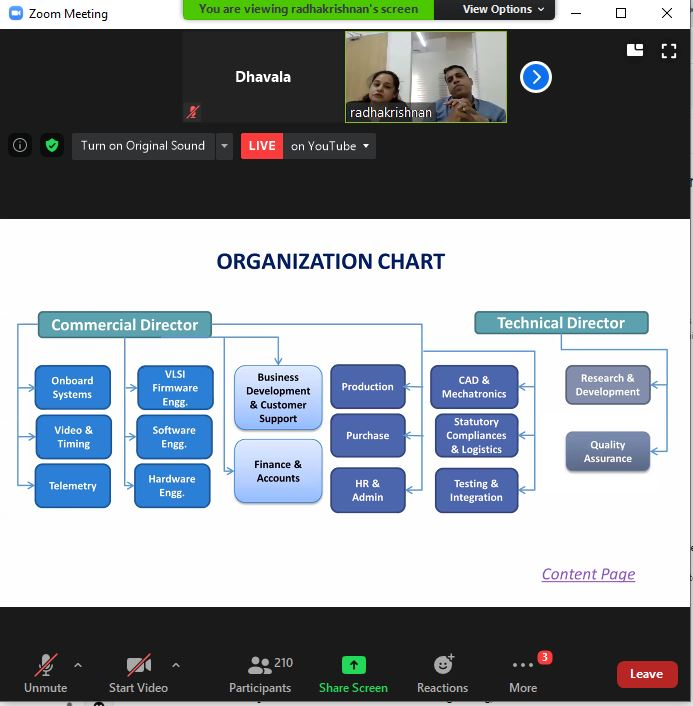 Zoom Meeting
You are viewing radhakrishnan's screen
View Options
Dhavala
radhakrishnan
Turn on Original Sound
LIVE
on YouTube
ORGANIZATION CHART
Commercial Director
Technical Director
Onboard
Systems
VLSI
Firmware
Engg.
Business
Development
& Customer
Support
Production
CAD &
Mechatronics
Research &
Development
Video &
Timing
Software
Engg.
Purchase
Statutory
Compliances
& Logistics
Quality
Assurance
Telemetry
Hardware
Engg.
Finance &
Accounts
HR &
Admin
Testing &
Integration
Content Page
Unmute
Start Video
210
Participants
Share Screen
Reactions
3
More
Leave